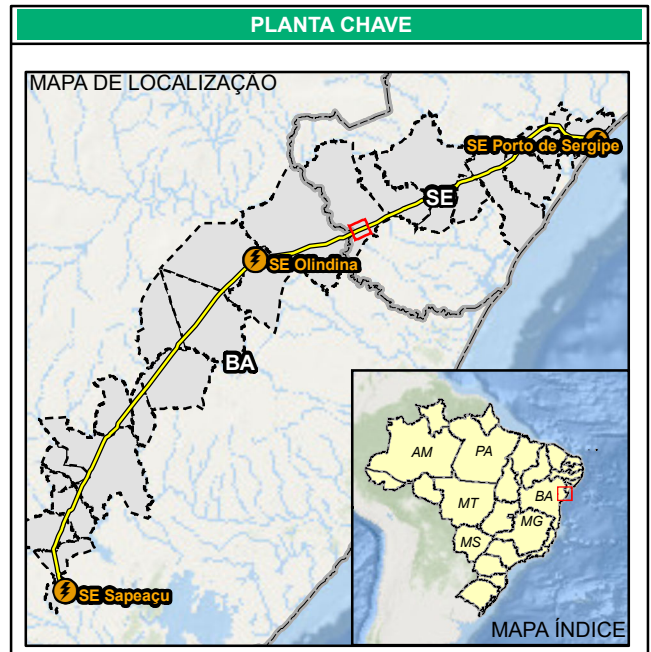 PLANTA CHAVE
MAPA DE LOCALIZAÇÃO
SE Porto de Sergipe
SE
SE Olindina
BA
AM
PA
MT
BA
MG
MS
SE Sapeaçu
MAPA ÍNDICE